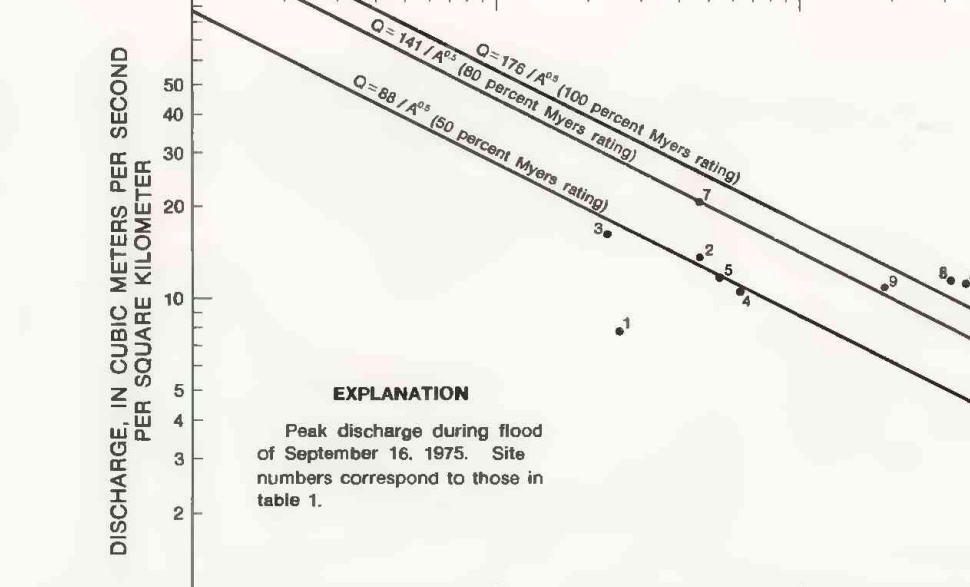 DISCHARGE, IN CUBIC METERS PER SECOND
PER SQUARE KILOMETER
50
40
30
20
10
5
4
3
2
Q=176/A^0.5 (100 percent Myers rating)
Q=141/A^0.5 (80 percent Myers rating)
Q=88/A^0.5 (50 percent Myers rating)
7
3
2
5
4
1
9
8
EXPLANATION
Peak discharge during flood
of September 16. 1975. Site
numbers correspond to those in
table 1.